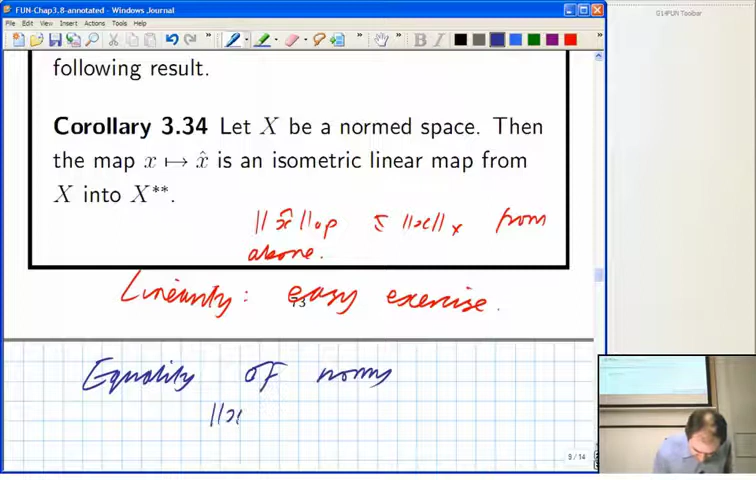 FUN-Chap3.8-annotated - Windows Journal
File Edit View Insert Actions Tools Help
B I
G14FUN Toolbar
following result.
Corollary 3.34 Let X be a normed space. Then
the map x ↦ x̂ is an isometric linear map from
X into X**.
||x̂||op ≤ ||x||X from
above.
Linearity: easy exercise.
73
Equality of norms
||x
9 / 14